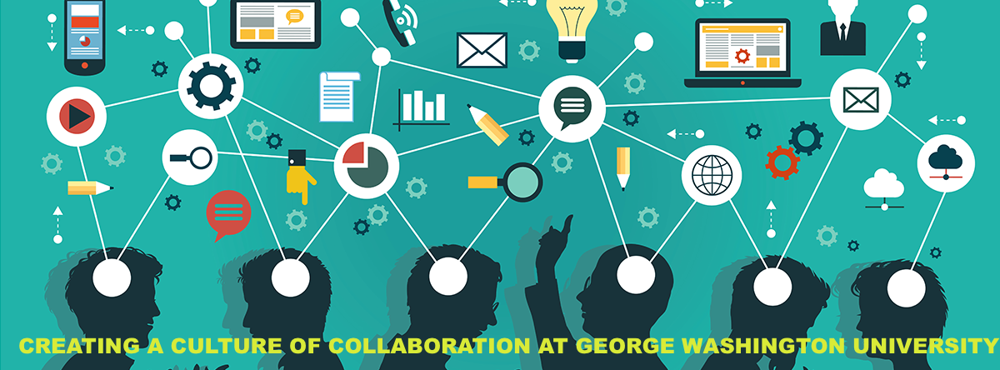 CREATING A CULTURE OF COLLABORATION AT GEORGE WASHINGTON UNIVERSITY